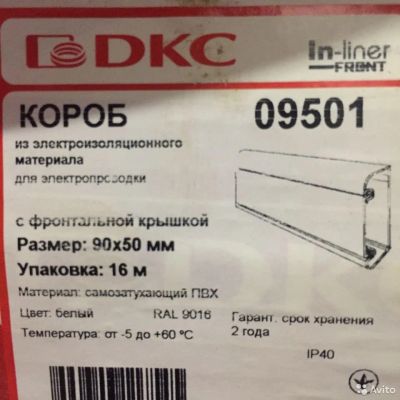 DKC
In-liner
FRONT
КОРОБ 09501
из электроизоляционного
материала
для электропроводки
с фронтальной крышкой
Размер: 90x50 мм
Упаковка: 16 м
Материал: самозатухающий ПВХ
Цвет: белый RAL 9016
Температура: от -5 до +60 °C
Гарант. срок хранения
2 года
IP40
Avito